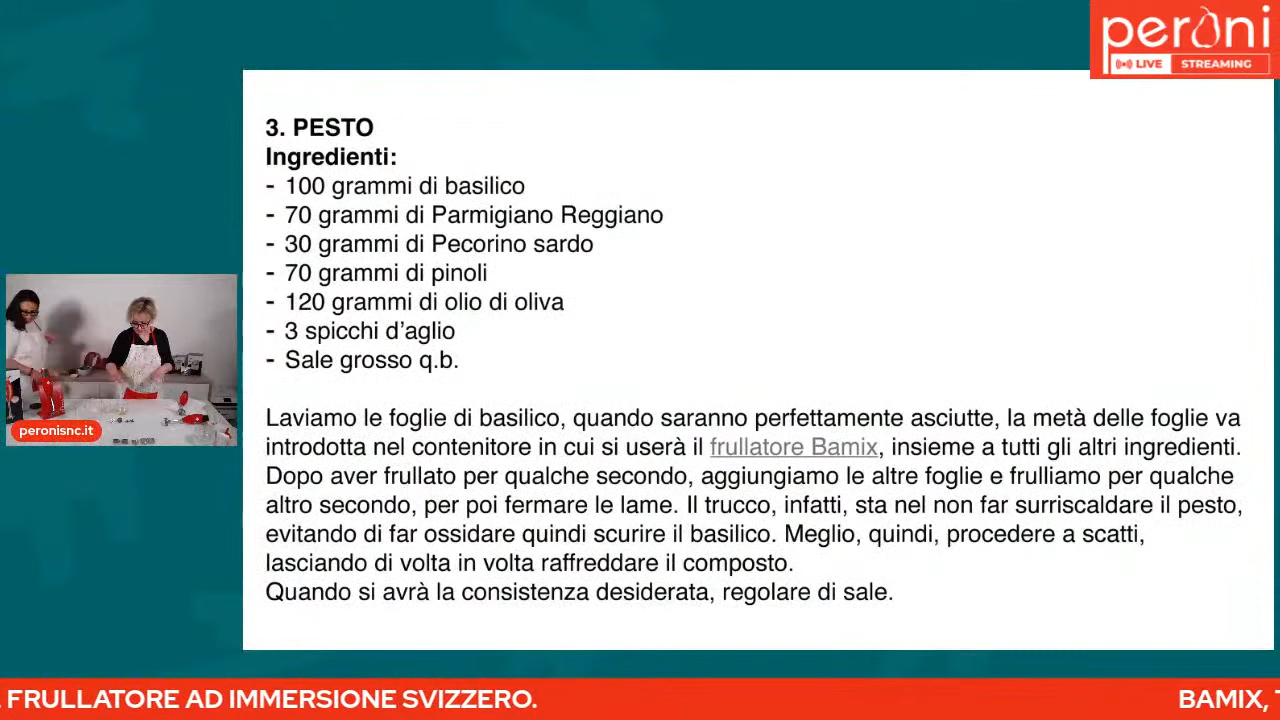 peroni
LIVE STREAMING
3. PESTO
Ingredienti:
- 100 grammi di basilico
- 70 grammi di Parmigiano Reggiano
- 30 grammi di Pecorino sardo
- 70 grammi di pinoli
- 120 grammi di olio di oliva
- 3 spicchi d’aglio
- Sale grosso q.b.
Laviamo le foglie di basilico, quando saranno perfettamente asciutte, la metà delle foglie va
introdotta nel contenitore in cui si userà il frullatore Bamix, insieme a tutti gli altri ingredienti.
Dopo aver frullato per qualche secondo, aggiungiamo le altre foglie e frulliamo per qualche
altro secondo, per poi fermare le lame. Il trucco, infatti, sta nel non far surriscaldare il pesto,
evitando di far ossidare quindi scurire il basilico. Meglio, quindi, procedere a scatti,
lasciando di volta in volta raffreddare il composto.
Quando si avrà la consistenza desiderata, regolare di sale.
peronisnc.it
FRULLATORE AD IMMERSIONE SVIZZERO. BAMIX,